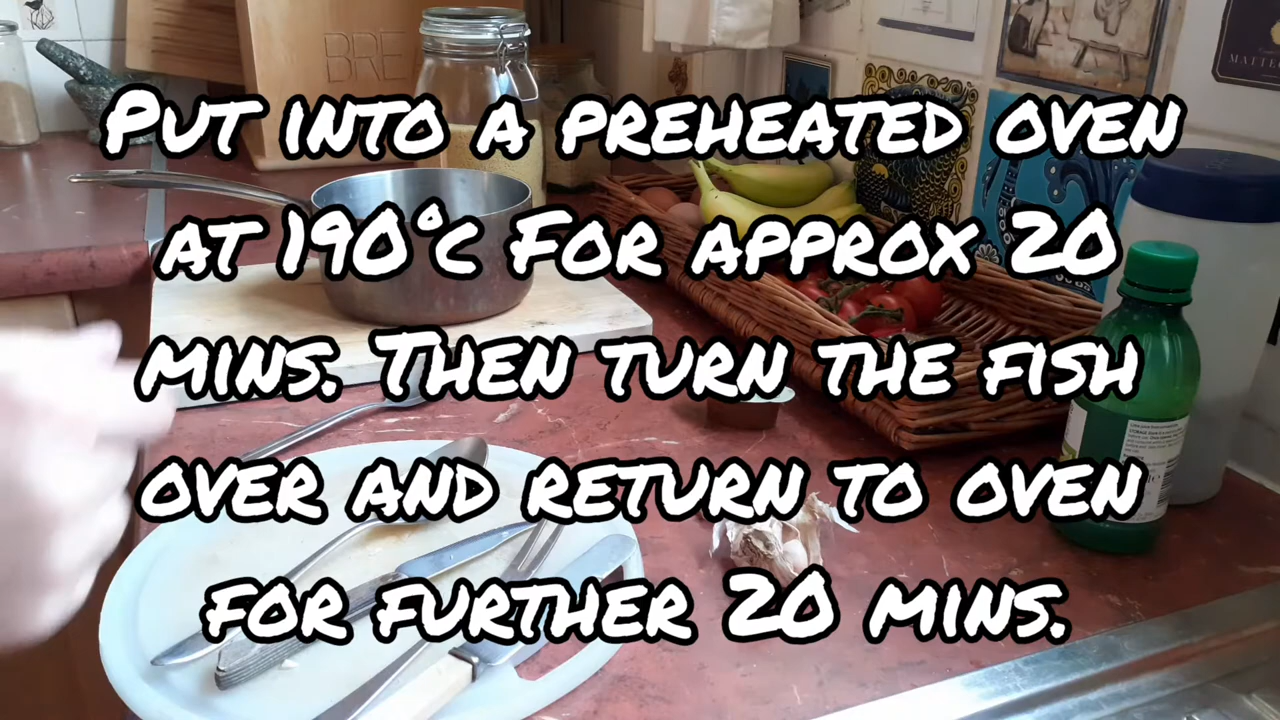 BRE
Put into a preheated oven
at 190°c For approx 20
mins. Then turn the fish
over and return to oven
for further 20 mins.